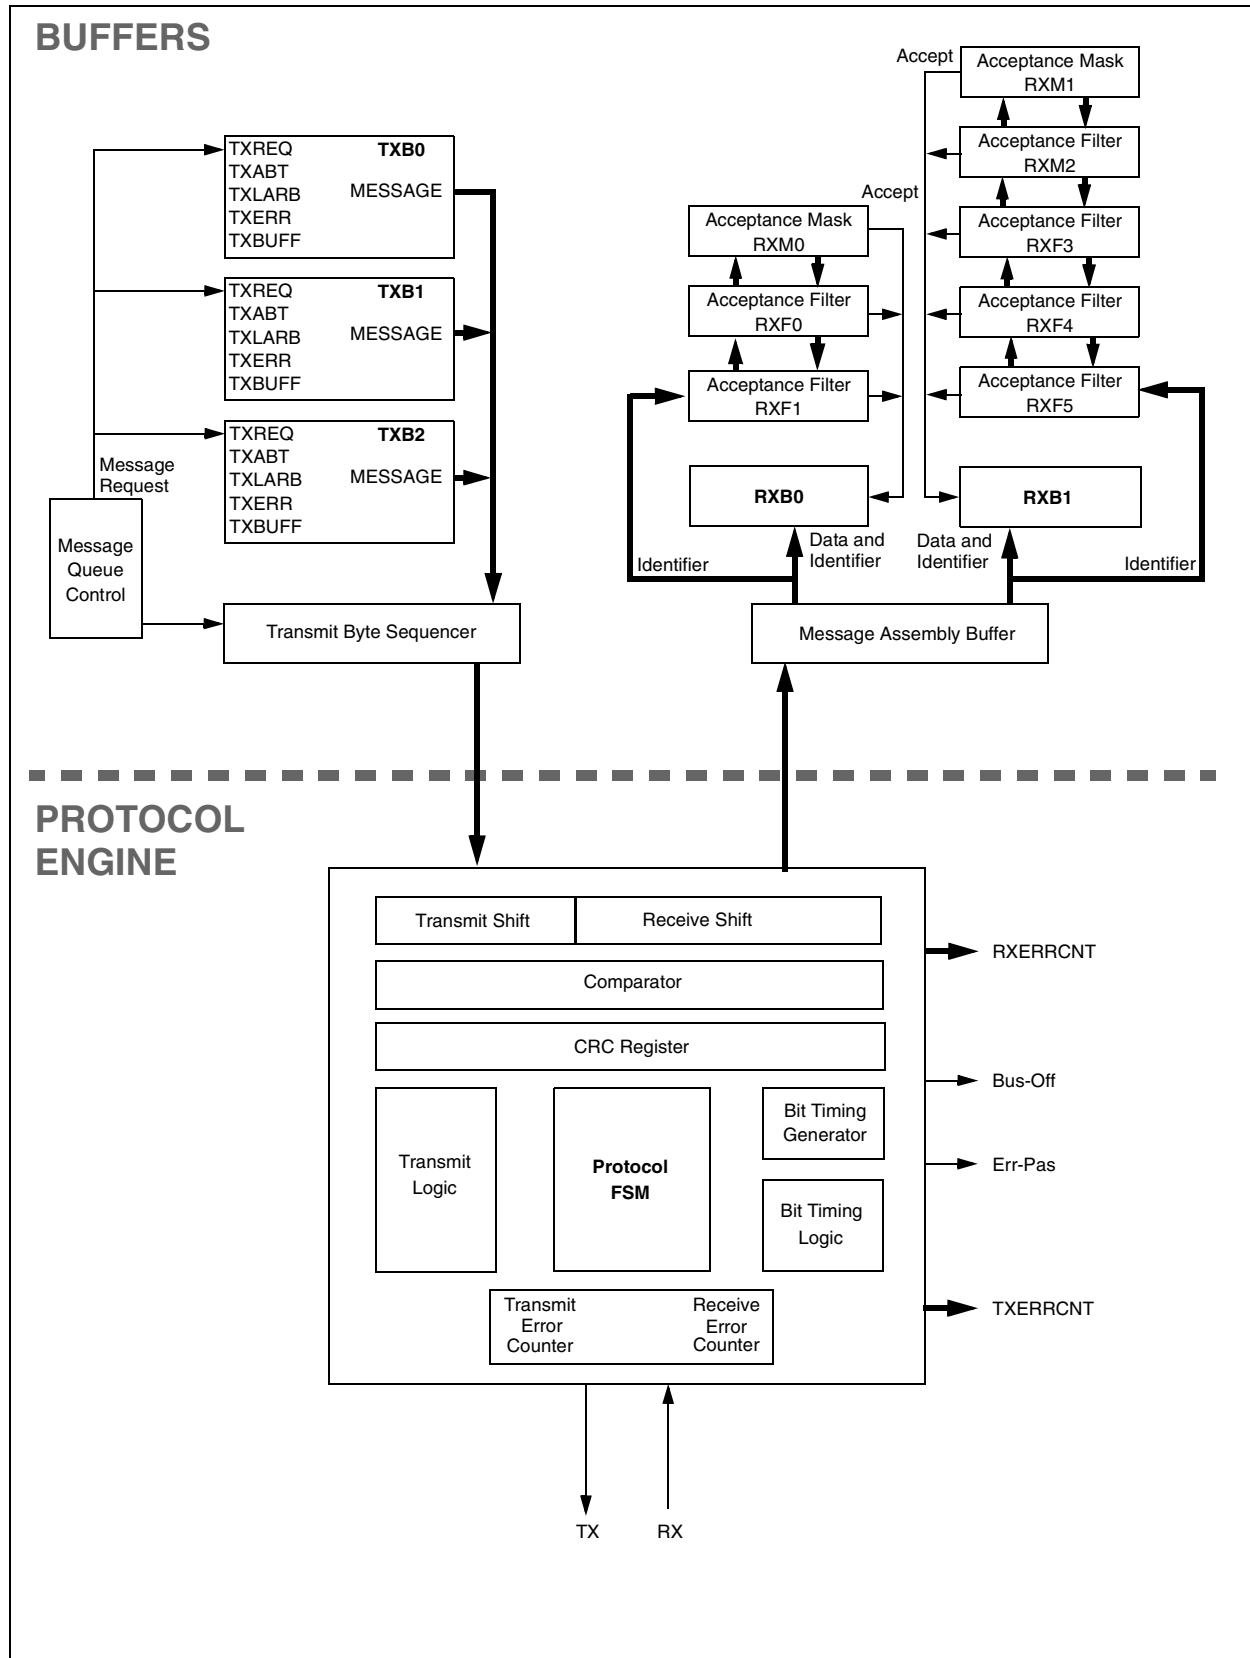 BUFFERS
TXREQ
TXABT
TXLARB
TXERR
TXBUFF
TXB0
MESSAGE
TXREQ
TXABT
TXLARB
TXERR
TXBUFF
TXB1
MESSAGE
TXREQ
TXABT
TXLARB
TXERR
TXBUFF
TXB2
MESSAGE
Message
Request
Message
Queue
Control
Transmit Byte Sequencer
Accept
Acceptance Mask
RXM1
Acceptance Filter
RXM2
Accept
Acceptance Mask
RXM0
Acceptance Filter
RXF3
Acceptance Filter
RXF0
Acceptance Filter
RXF4
Acceptance Filter
RXF1
Acceptance Filter
RXF5
RXB0
RXB1
Identifier
Data and
Identifier
Data and
Identifier
Identifier
Message Assembly Buffer
PROTOCOL
ENGINE
Transmit Shift
Receive Shift
Comparator
CRC Register
Transmit
Logic
Protocol
FSM
Bit Timing
Generator
Bit Timing
Logic
Transmit
Error
Counter
Receive
Error
Counter
RXERRCNT
Bus-Off
Err-Pas
TXERRCNT
TX
RX